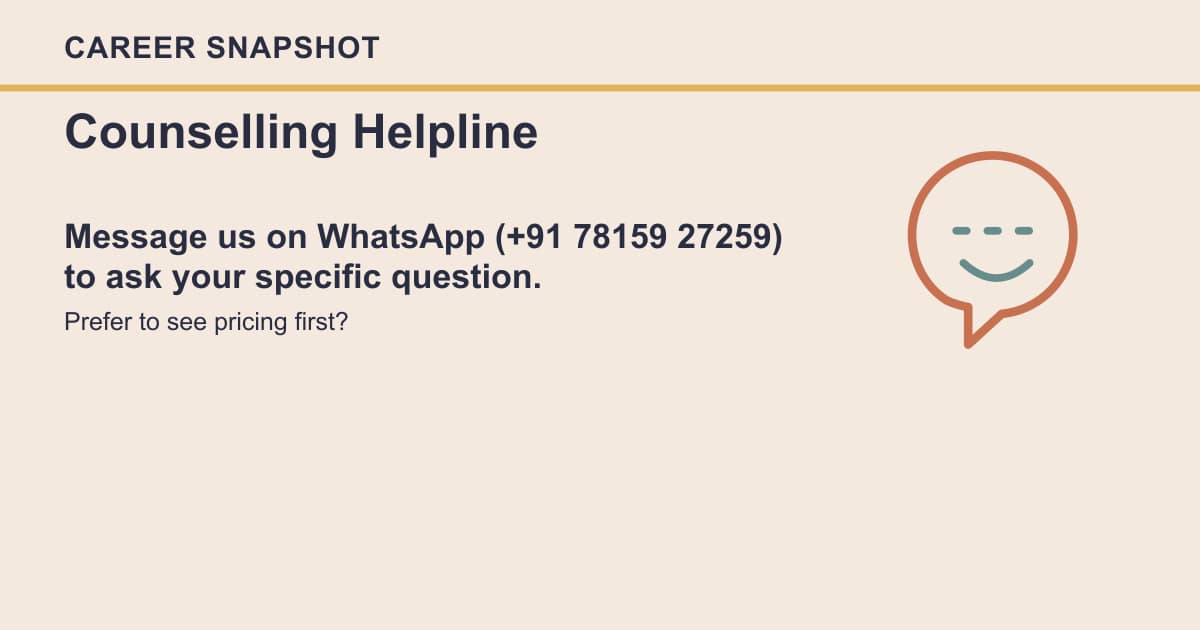 CAREER SNAPSHOT
Counselling Helpline
Message us on WhatsApp (+91 78159 27259)
to ask your specific question.
Prefer to see pricing first?